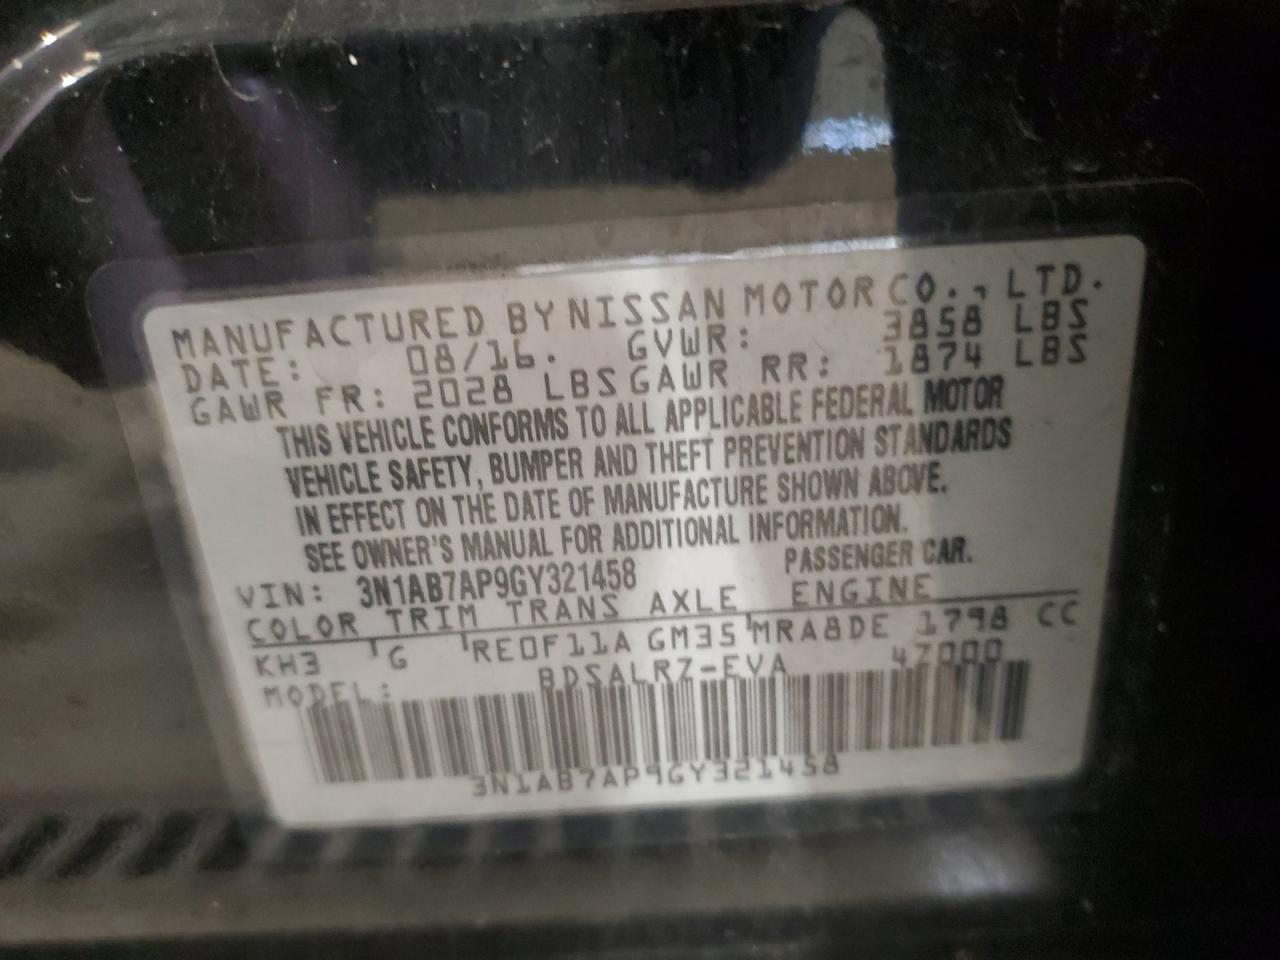 MANUFACTURED BY NISSAN MOTOR CO., LTD.
DATE: 08/16. GVWR: 3858 LBS
GAWR FR: 2028 LBS GAWR RR: 1874 LBS
THIS VEHICLE CONFORMS TO ALL APPLICABLE FEDERAL MOTOR
VEHICLE SAFETY, BUMPER AND THEFT PREVENTION STANDARDS
IN EFFECT ON THE DATE OF MANUFACTURE SHOWN ABOVE.
SEE OWNER'S MANUAL FOR ADDITIONAL INFORMATION.
VIN: 3N1AB7AP9GY321458 PASSENGER CAR.
COLOR TRIM TRANS AXLE ENGINE
KH3 G RE0F11A GM35 MRA8DE 1798 CC
MODEL: BDSALRZ-EVA 47000
3N1AB7AP9GY321458